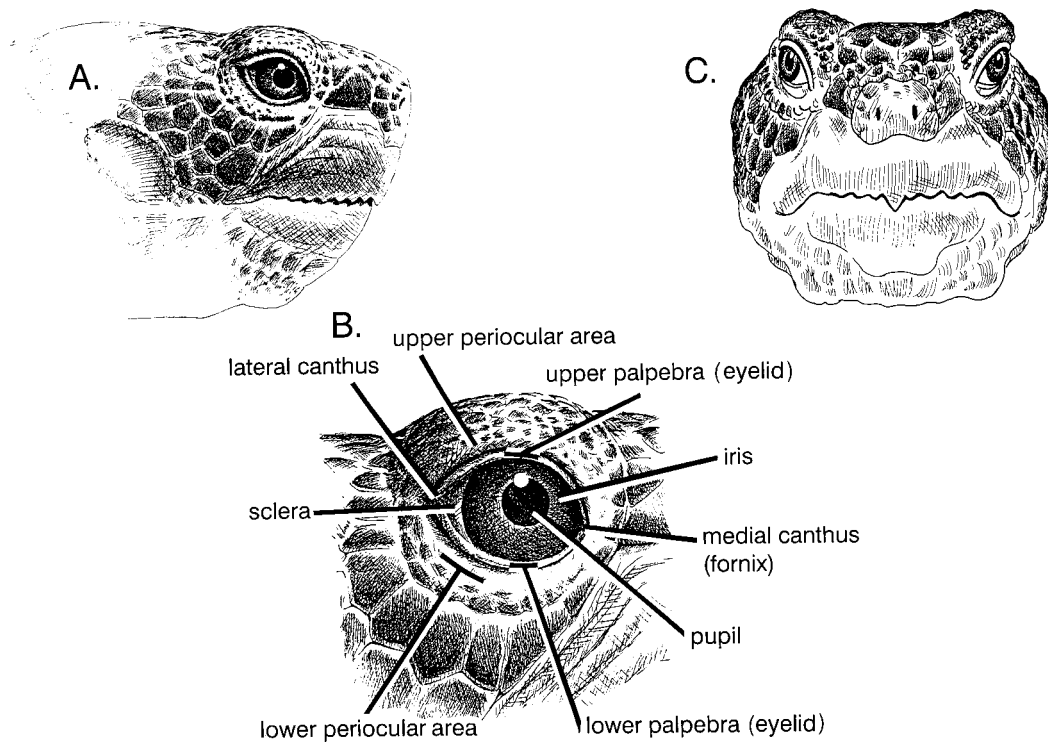 A.
C.
B.
upper periocular area
lateral canthus
upper palpebra (eyelid)
iris
sclera
medial canthus
(fornix)
pupil
lower periocular area
lower palpebra (eyelid)